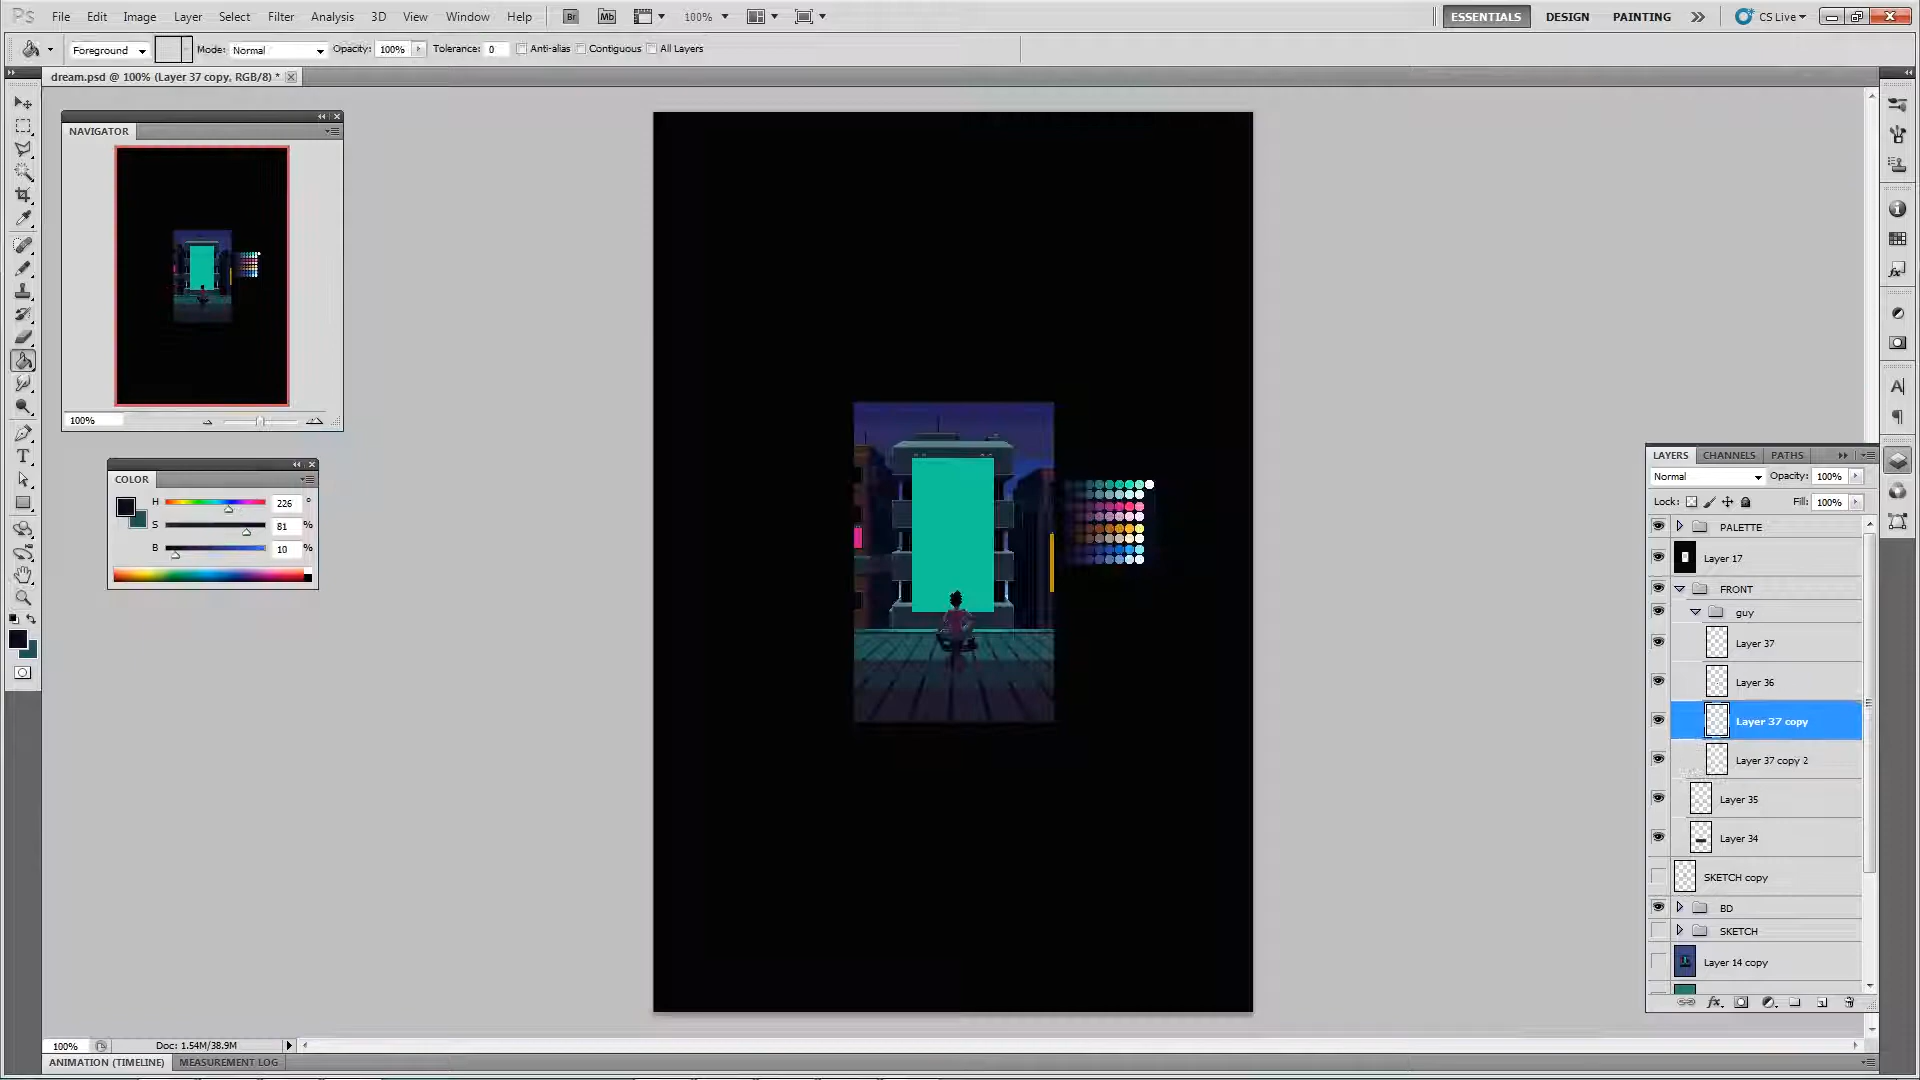 Ps File Edit Image Layer Select Filter Analysis 3D View Window Help Br Mb 100% ESSENTIALS DESIGN PAINTING CS Live
Foreground Mode: Normal Opacity: 100% Tolerance: 0 Anti-alias Contiguous All Layers
dream.psd @ 100% (Layer 37 copy, RGB/8) *
NAVIGATOR
100%
COLOR
H 226 °
S 81 %
B 10 %
LAYERS CHANNELS PATHS
Normal Opacity: 100%
Lock: Fill: 100%
PALETTE
Layer 17
FRONT
guy
Layer 37
Layer 36
Layer 37 copy
Layer 37 copy 2
Layer 35
Layer 34
SKETCH copy
BD
SKETCH
Layer 14 copy
100% Doc: 1.54M/38.9M
ANIMATION (TIMELINE) MEASUREMENT LOG